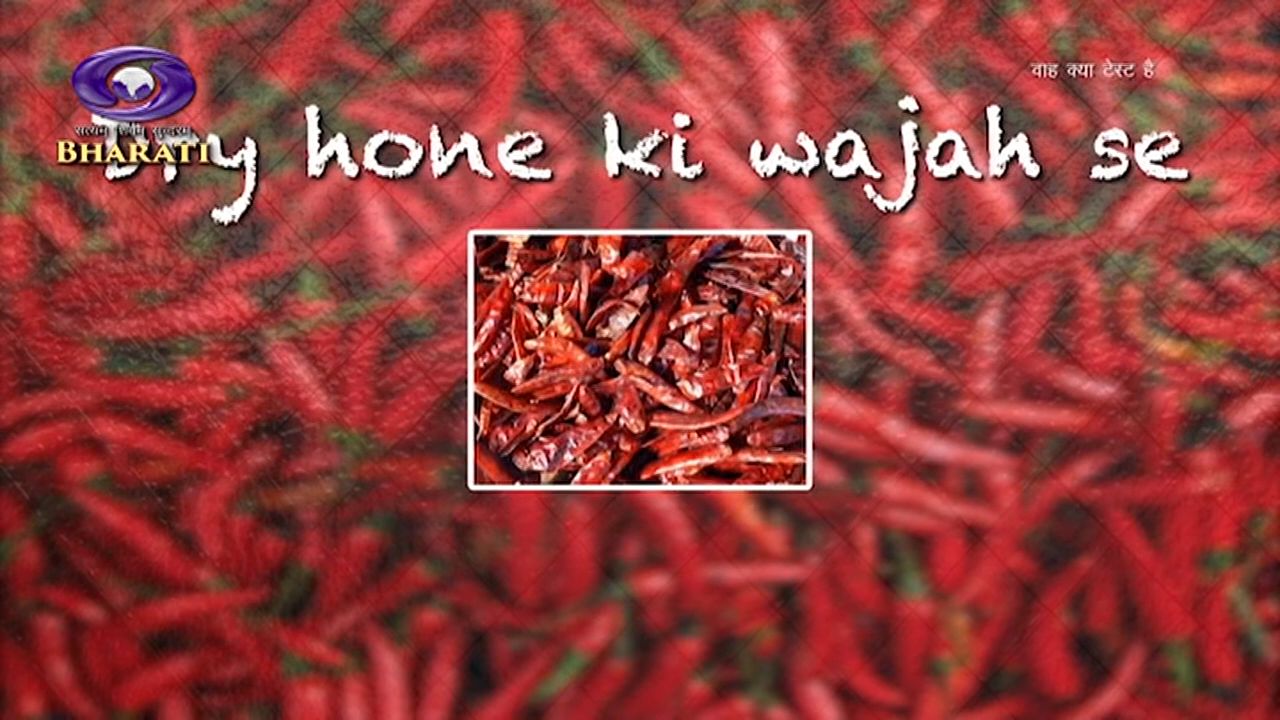 वाह क्या टेस्ट है
सत्यम् शिवम् सुन्दरम्
BHARATI
hone ki wajah se